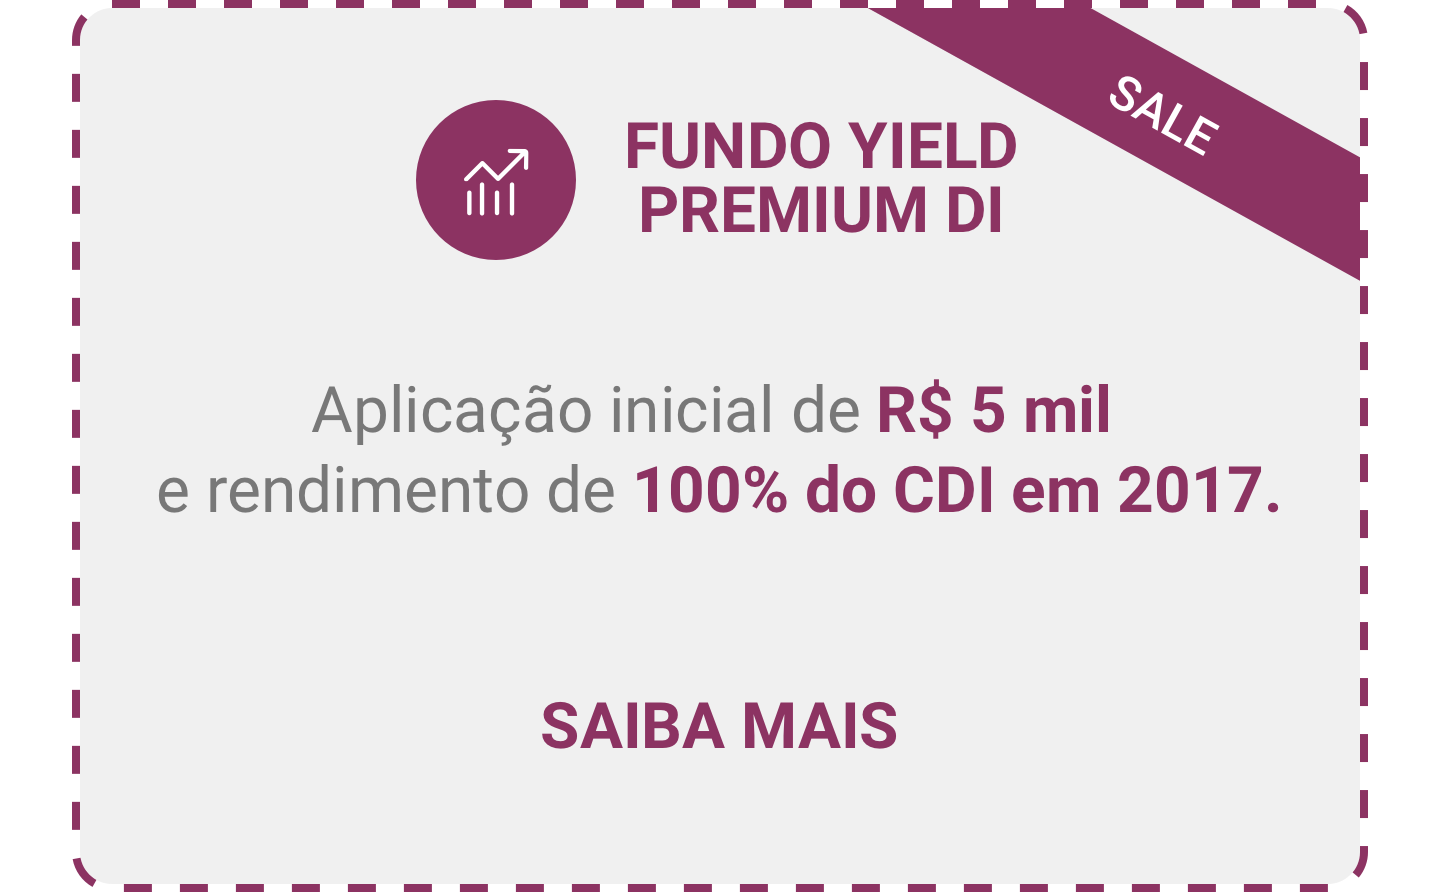 SALE
FUNDO YIELD
PREMIUM DI
Aplicação inicial de R$ 5 mil
e rendimento de 100% do CDI em 2017.
SAIBA MAIS